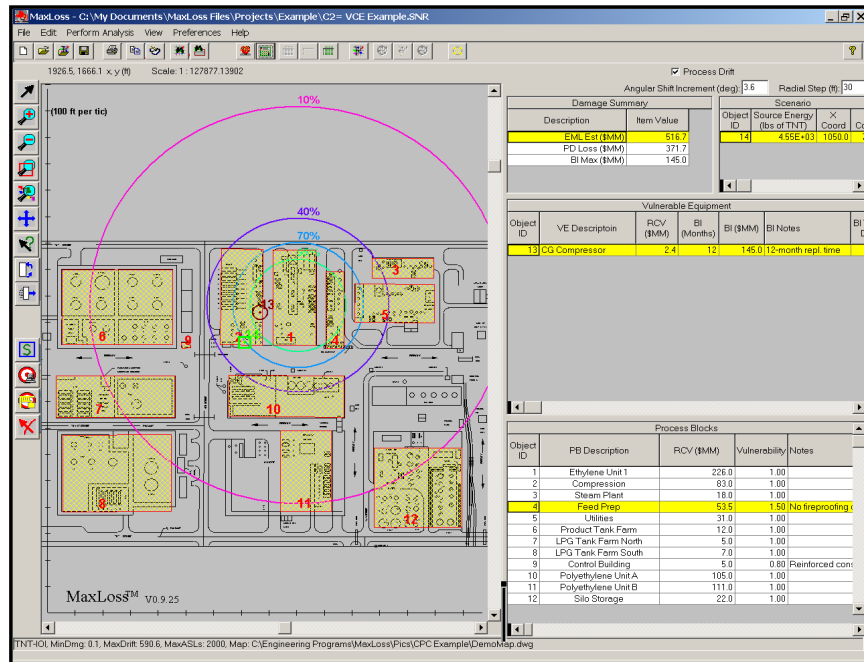 MaxLoss - C:\My Documents\MaxLoss Files\Projects\Example\C2= VCE Example.SNR
File Edit Perform Analysis View Preferences Help
1926.5, 1666.1 x, y (ft) Scale: 1 : 127877.13902
Process Drift
Angular Shift Increment (deg): 3.6 Radial Step (ft): 30
(100 ft per tic)
10%
40%
70%
13
3
5
6
9
1
4
7
10
8
11
12
MaxLoss™ V0.9.25
Damage Summary
Description Item Value
EML Est ($MM) 516.7
PD Loss ($MM) 371.7
BI Max ($MM) 145.0
Scenario
Object ID Source Energy (lbs of TNT) X Coord
14 4.55E+03 1050.0
Vulnerable Equipment
Object ID VE Descriptoin RCV ($MM) BI (Months) BI ($MM) BI Notes
13 CG Compressor 2.4 12 145.0 12-month repl. time
Process Blocks
Object ID PB Description RCV ($MM) Vulnerability Notes
1 Ethylene Unit 1 226.0 1.00
2 Compression 83.0 1.00
3 Steam Plant 18.0 1.00
4 Feed Prep 53.5 1.50 No fireproofing
5 Utilities 31.0 1.00
6 Product Tank Farm 12.0 1.00
7 LPG Tank Farm North 5.0 1.00
8 LPG Tank Farm South 7.0 1.00
9 Control Building 5.0 0.80 Reinforced cons
10 Polyethylene Unit A 105.0 1.00
11 Polyethylene Unit B 111.0 1.00
12 Silo Storage 22.0 1.00
TNT-IOI, MinDmg: 0.1, MaxDrift: 590.6, MaxASLs: 2000, Map: C:\Engineering Programs\MaxLoss\Pics\CPC Example\DemoMap.dwg